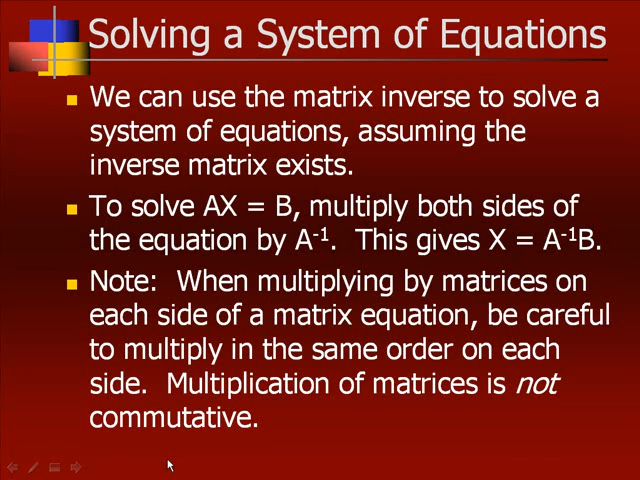 Solving a System of Equations
We can use the matrix inverse to solve a
system of equations, assuming the
inverse matrix exists.
To solve AX = B, multiply both sides of
the equation by A⁻¹.  This gives X = A⁻¹B.
Note:  When multiplying by matrices on
each side of a matrix equation, be careful
to multiply in the same order on each
side.  Multiplication of matrices is not
commutative.